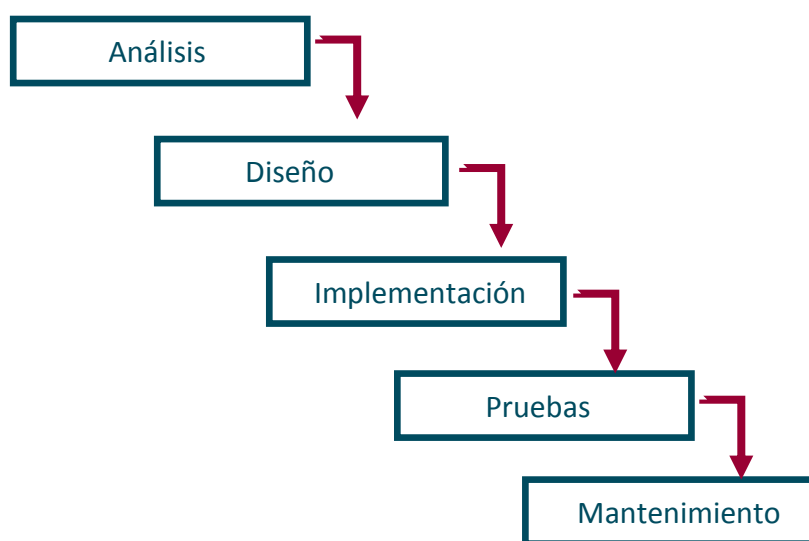 Análisis
Diseño
Implementación
Pruebas
Mantenimiento